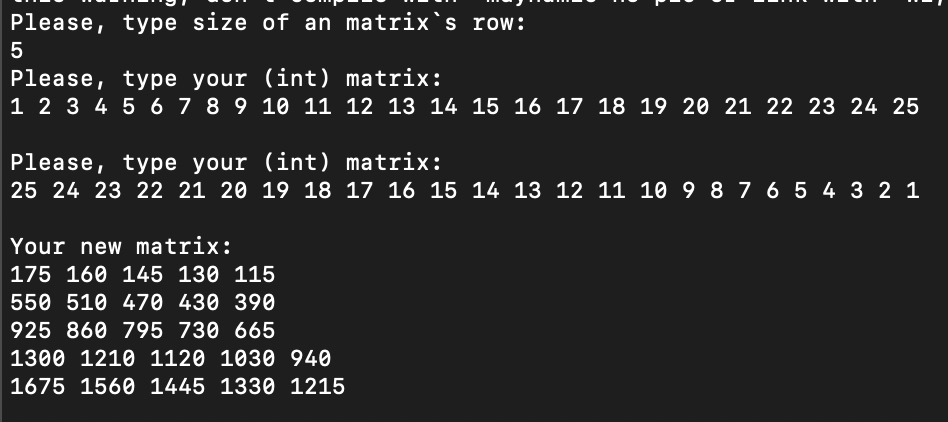 Please, type size of an matrix`s row:
5
Please, type your (int) matrix:
1 2 3 4 5 6 7 8 9 10 11 12 13 14 15 16 17 18 19 20 21 22 23 24 25
Please, type your (int) matrix:
25 24 23 22 21 20 19 18 17 16 15 14 13 12 11 10 9 8 7 6 5 4 3 2 1
Your new matrix:
175 160 145 130 115
550 510 470 430 390
925 860 795 730 665
1300 1210 1120 1030 940
1675 1560 1445 1330 1215